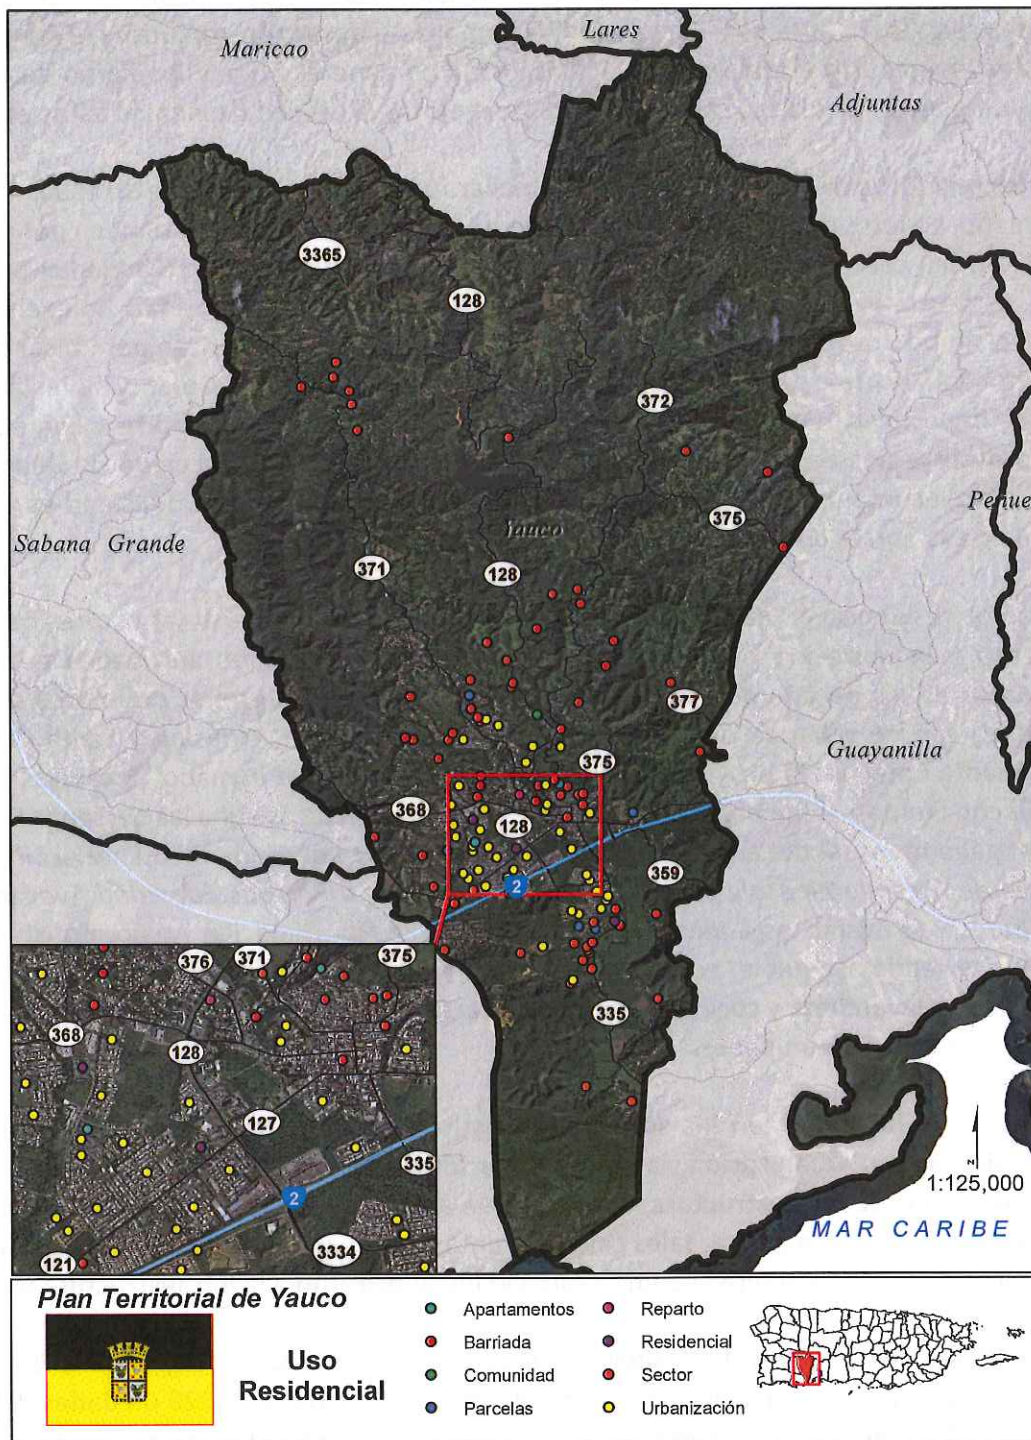 Lares
Maricao
Adjuntas
3365
128
372
375
Yauco
Sabana Grande
371
128
377
Guayanilla
375
368
128
359
2
335
376
371
375
368
128
127
335
2
3334
121
1:125,000
N
MAR CARIBE
Plan Territorial de Yauco
Uso
Residencial
Apartamentos
Barriada
Comunidad
Parcelas
Reparto
Residencial
Sector
Urbanización